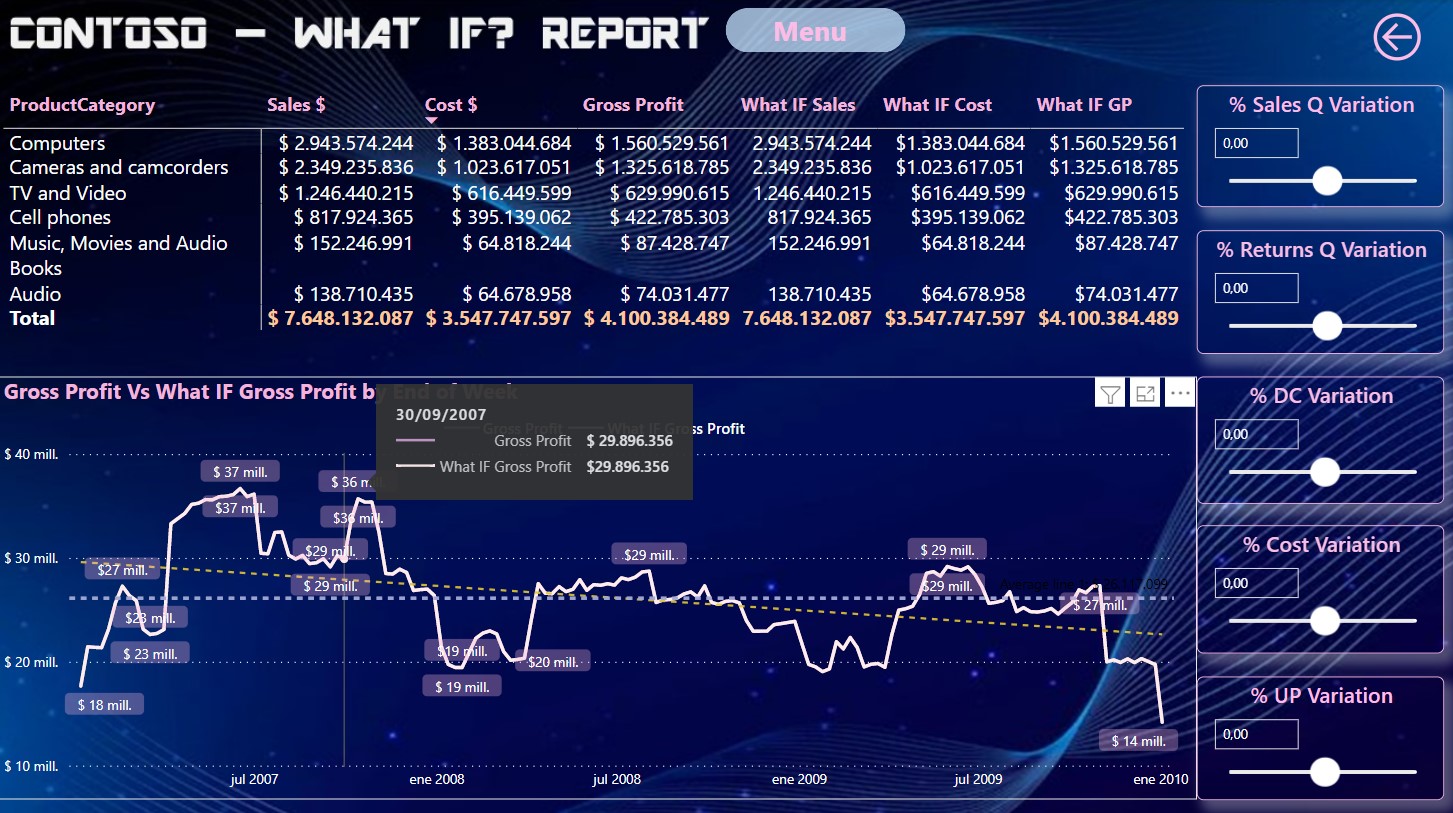 CONTOSO – WHAT IF? REPORT
Menu
ProductCategory Sales $ Cost $ Gross Profit What IF Sales What IF Cost What IF GP
Computers $ 2.943.574.244 $ 1.383.044.684 $ 1.560.529.561 2.943.574.244 $1.383.044.684 $1.560.529.561
Cameras and camcorders $ 2.349.235.836 $ 1.023.617.051 $ 1.325.618.785 2.349.235.836 $1.023.617.051 $1.325.618.785
TV and Video $ 1.246.440.215 $ 616.449.599 $ 629.990.615 1.246.440.215 $616.449.599 $629.990.615
Cell phones $ 817.924.365 $ 395.139.062 $ 422.785.303 817.924.365 $395.139.062 $422.785.303
Music, Movies and Audio $ 152.246.991 $ 64.818.244 $ 87.428.747 152.246.991 $64.818.244 $87.428.747
Books
Audio $ 138.710.435 $ 64.678.958 $ 74.031.477 138.710.435 $64.678.958 $74.031.477
Total $ 7.648.132.087 $ 3.547.747.597 $ 4.100.384.489 7.648.132.087 $3.547.747.597 $4.100.384.489
% Sales Q Variation
0,00
% Returns Q Variation
0,00
% DC Variation
0,00
% Cost Variation
0,00
% UP Variation
0,00
Gross Profit Vs What IF Gross Profit by End of Week
Gross Profit What IF Gross Profit
30/09/2007
Gross Profit $ 29.896.356
What IF Gross Profit $29.896.356
$ 40 mill.
$ 30 mill.
$ 20 mill.
$ 10 mill.
$ 18 mill.
$27 mill.
$23 mill.
$ 23 mill.
$ 37 mill.
$37 mill.
$29 mill.
$ 29 mill.
$ 36 m
$36 mill.
$19 mill.
$ 19 mill.
$20 mill.
$29 mill.
$ 29 mill.
$29 mill.
$ 27 mill.
$ 14 mill.
jul 2007 ene 2008 jul 2008 ene 2009 jul 2009 ene 2010